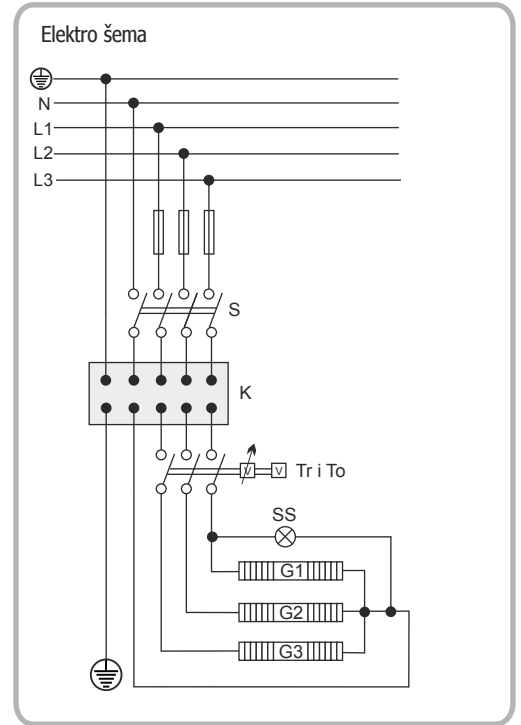 Elektro šema
N
L1
L2
L3
S
K
V V Tr i To
SS
G1
G2
G3